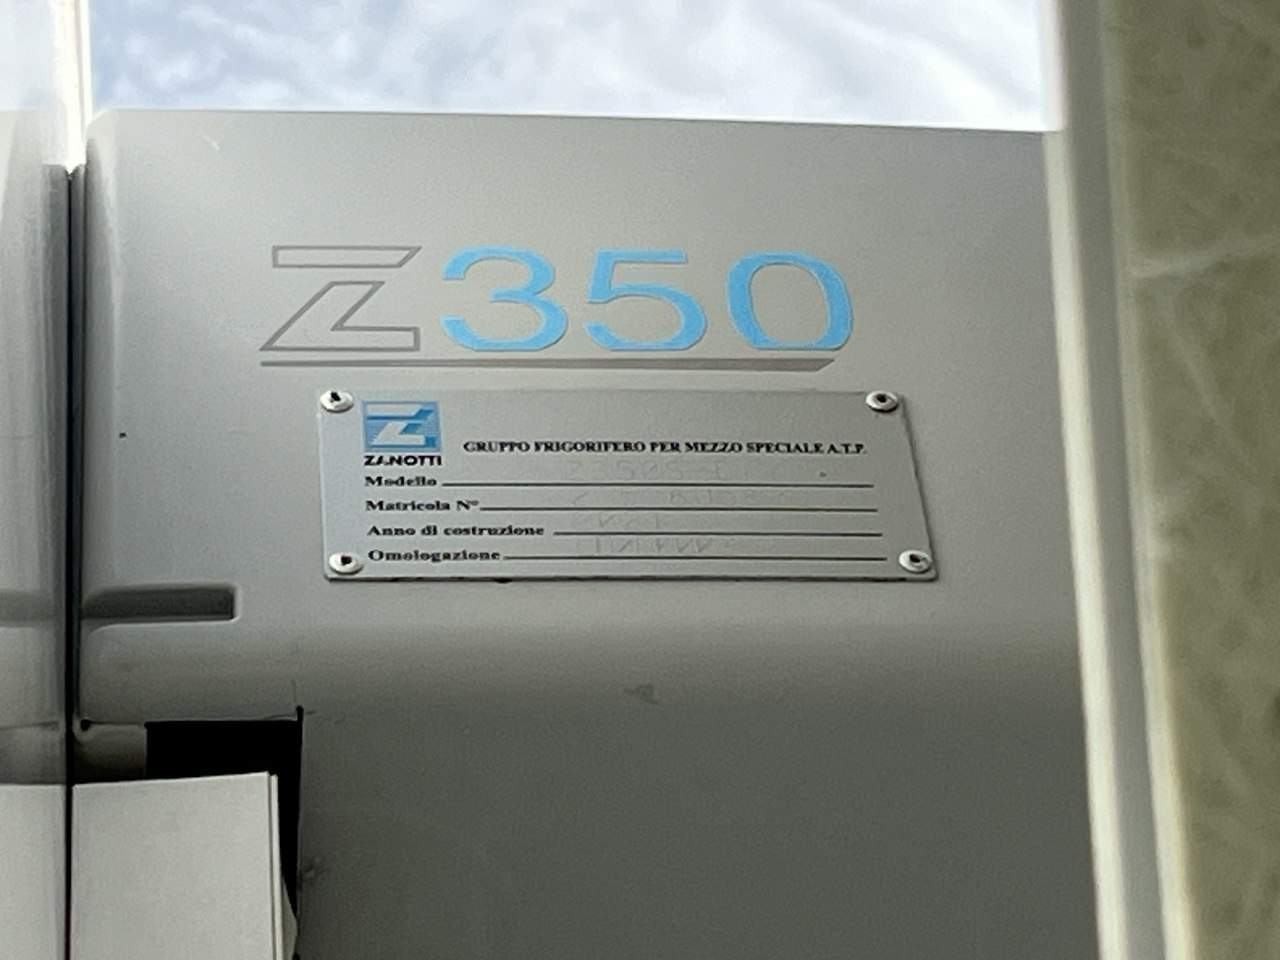 Z350
ZANOTTI
GRUPPO FRIGORIFERO PER MEZZO SPECIALE A.T.P.
Modello
Matricola N°
Anno di costruzione
Omologazione